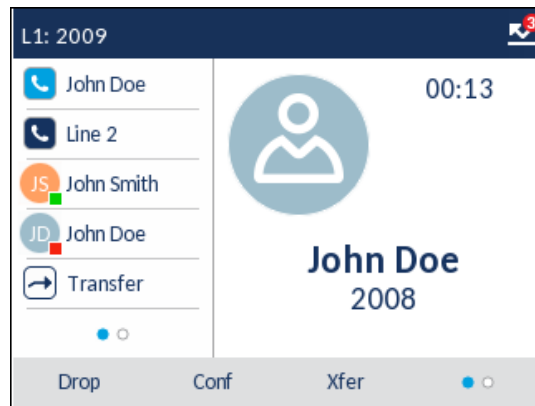 L1: 2009
3
John Doe
00:13
Line 2
JS
John Smith
JD
John Doe
Transfer
John Doe
2008
Drop
Conf
Xfer